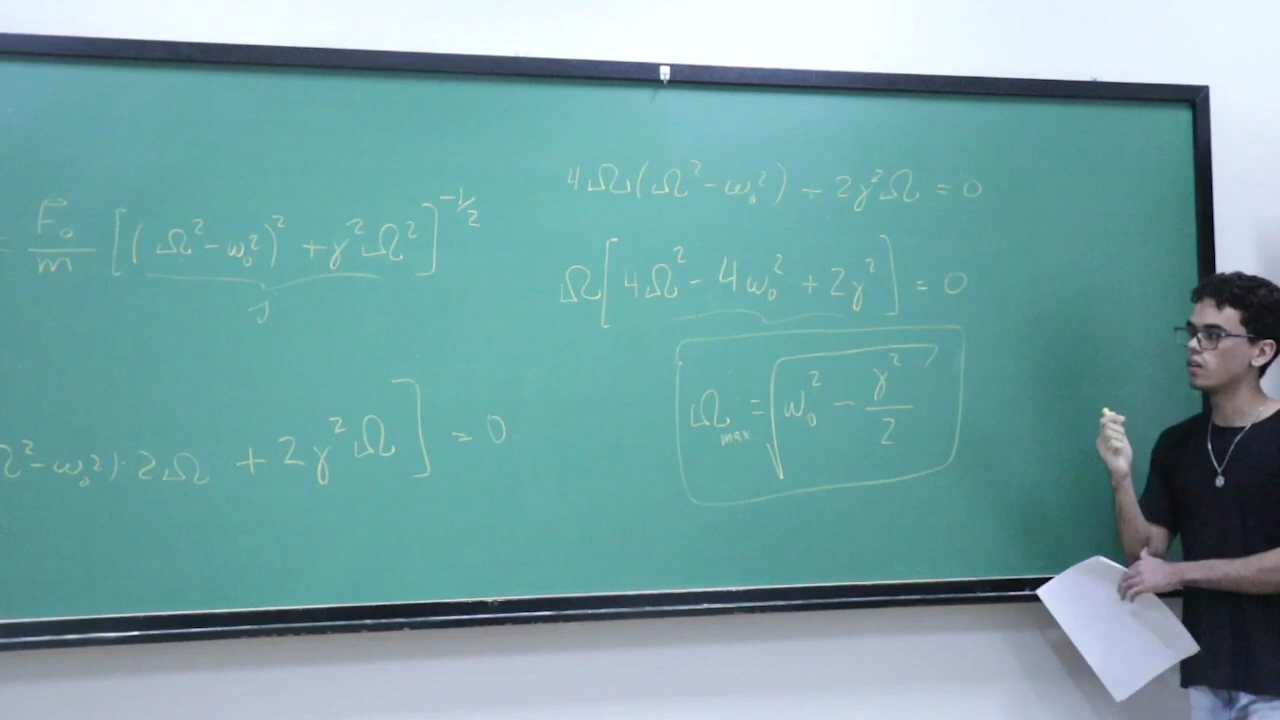 F₀/m [(Ω² - ω₀²)² + γ²Ω²]^(-1/2)
g
Ω² - ω₀²) · 2Ω + 2γ²Ω] = 0
4Ω(Ω² - ω₀²) + 2γ²Ω = 0
Ω[4Ω² - 4ω₀² + 2γ²] = 0
Ω_max = √(ω₀² - γ²/2)